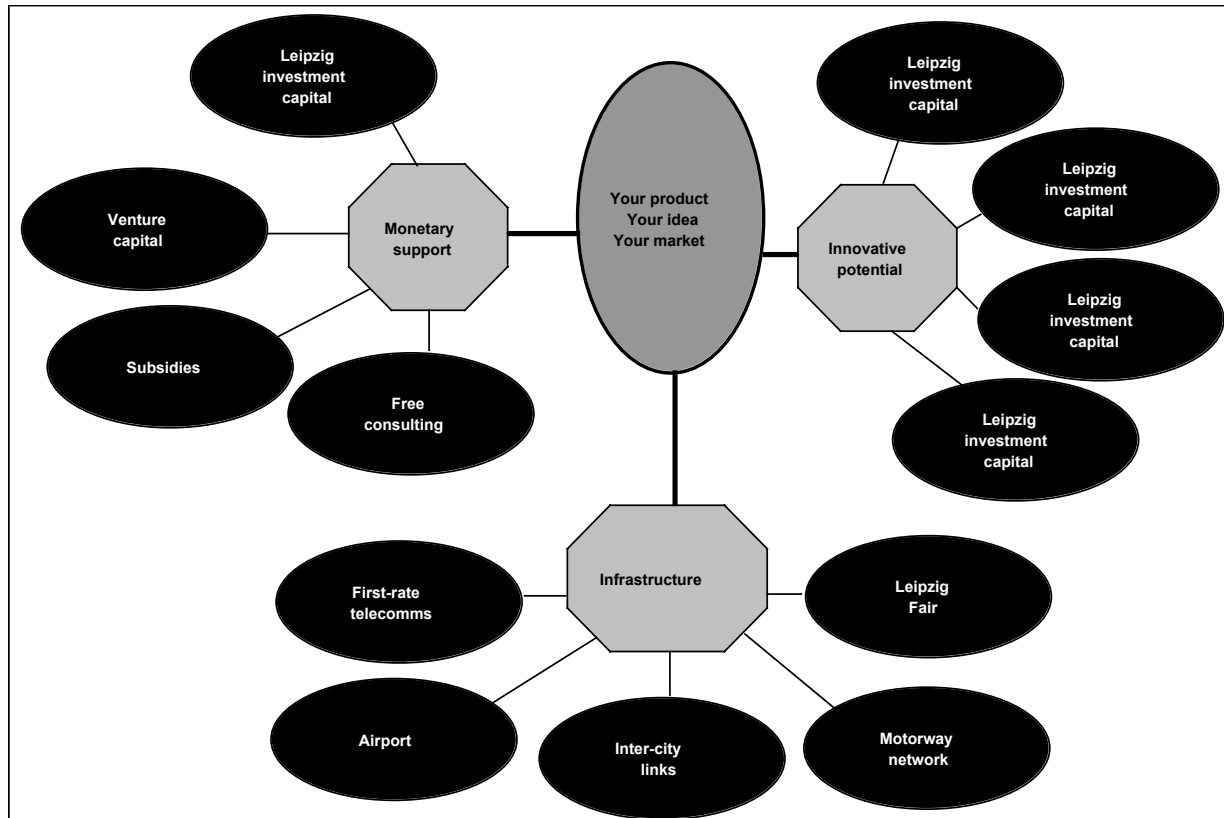 Leipzig
investment
capital
Venture
capital
Subsidies
Free
consulting
Monetary
support
Your product
Your idea
Your market
Innovative
potential
Leipzig
investment
capital
Leipzig
investment
capital
Leipzig
investment
capital
Leipzig
investment
capital
Infrastructure
First-rate
telecomms
Airport
Inter-city
links
Motorway
network
Leipzig
Fair